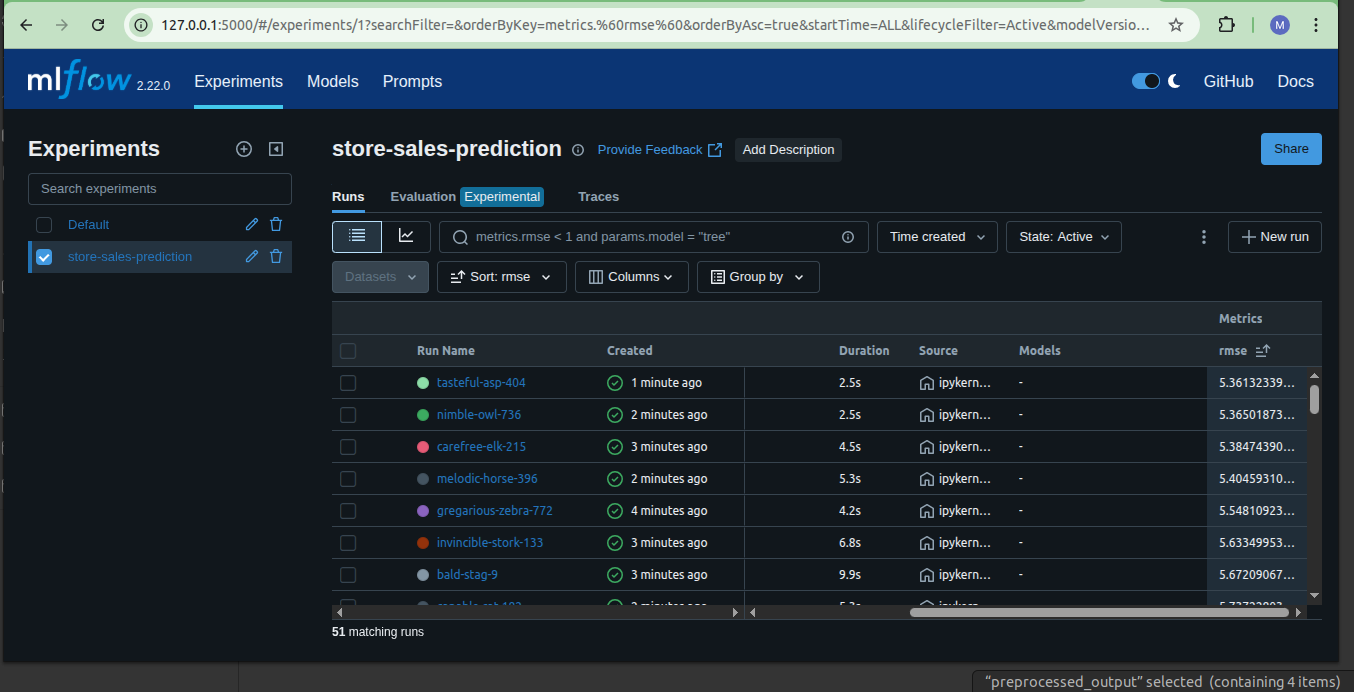 127.0.0.1:5000/#/experiments/1?searchFilter=&orderByKey=metrics.%60rmse%60&orderByAsc=true&startTime=ALL&lifecycleFilter=Active&modelVersio...
M
mlflow 2.22.0 Experiments Models Prompts GitHub Docs
Experiments
Search experiments
Default
store-sales-prediction
store-sales-prediction Provide Feedback Add Description Share
Runs Evaluation Experimental Traces
metrics.rmse < 1 and params.model = "tree" Time created State: Active New run
Datasets Sort: rmse Columns Group by
Metrics
Run Name Created Duration Source Models rmse
tasteful-asp-404 1 minute ago 2.5s ipykern... - 5.36132339...
nimble-owl-736 2 minutes ago 2.5s ipykern... - 5.36501873...
carefree-elk-215 3 minutes ago 4.5s ipykern... - 5.38474390...
melodic-horse-396 2 minutes ago 5.3s ipykern... - 5.40459310...
gregarious-zebra-772 4 minutes ago 4.2s ipykern... - 5.54810923...
invincible-stork-133 3 minutes ago 6.8s ipykern... - 5.63349953...
bald-stag-9 3 minutes ago 9.9s ipykern... - 5.67209067...
51 matching runs
“preprocessed_output” selected (containing 4 items)